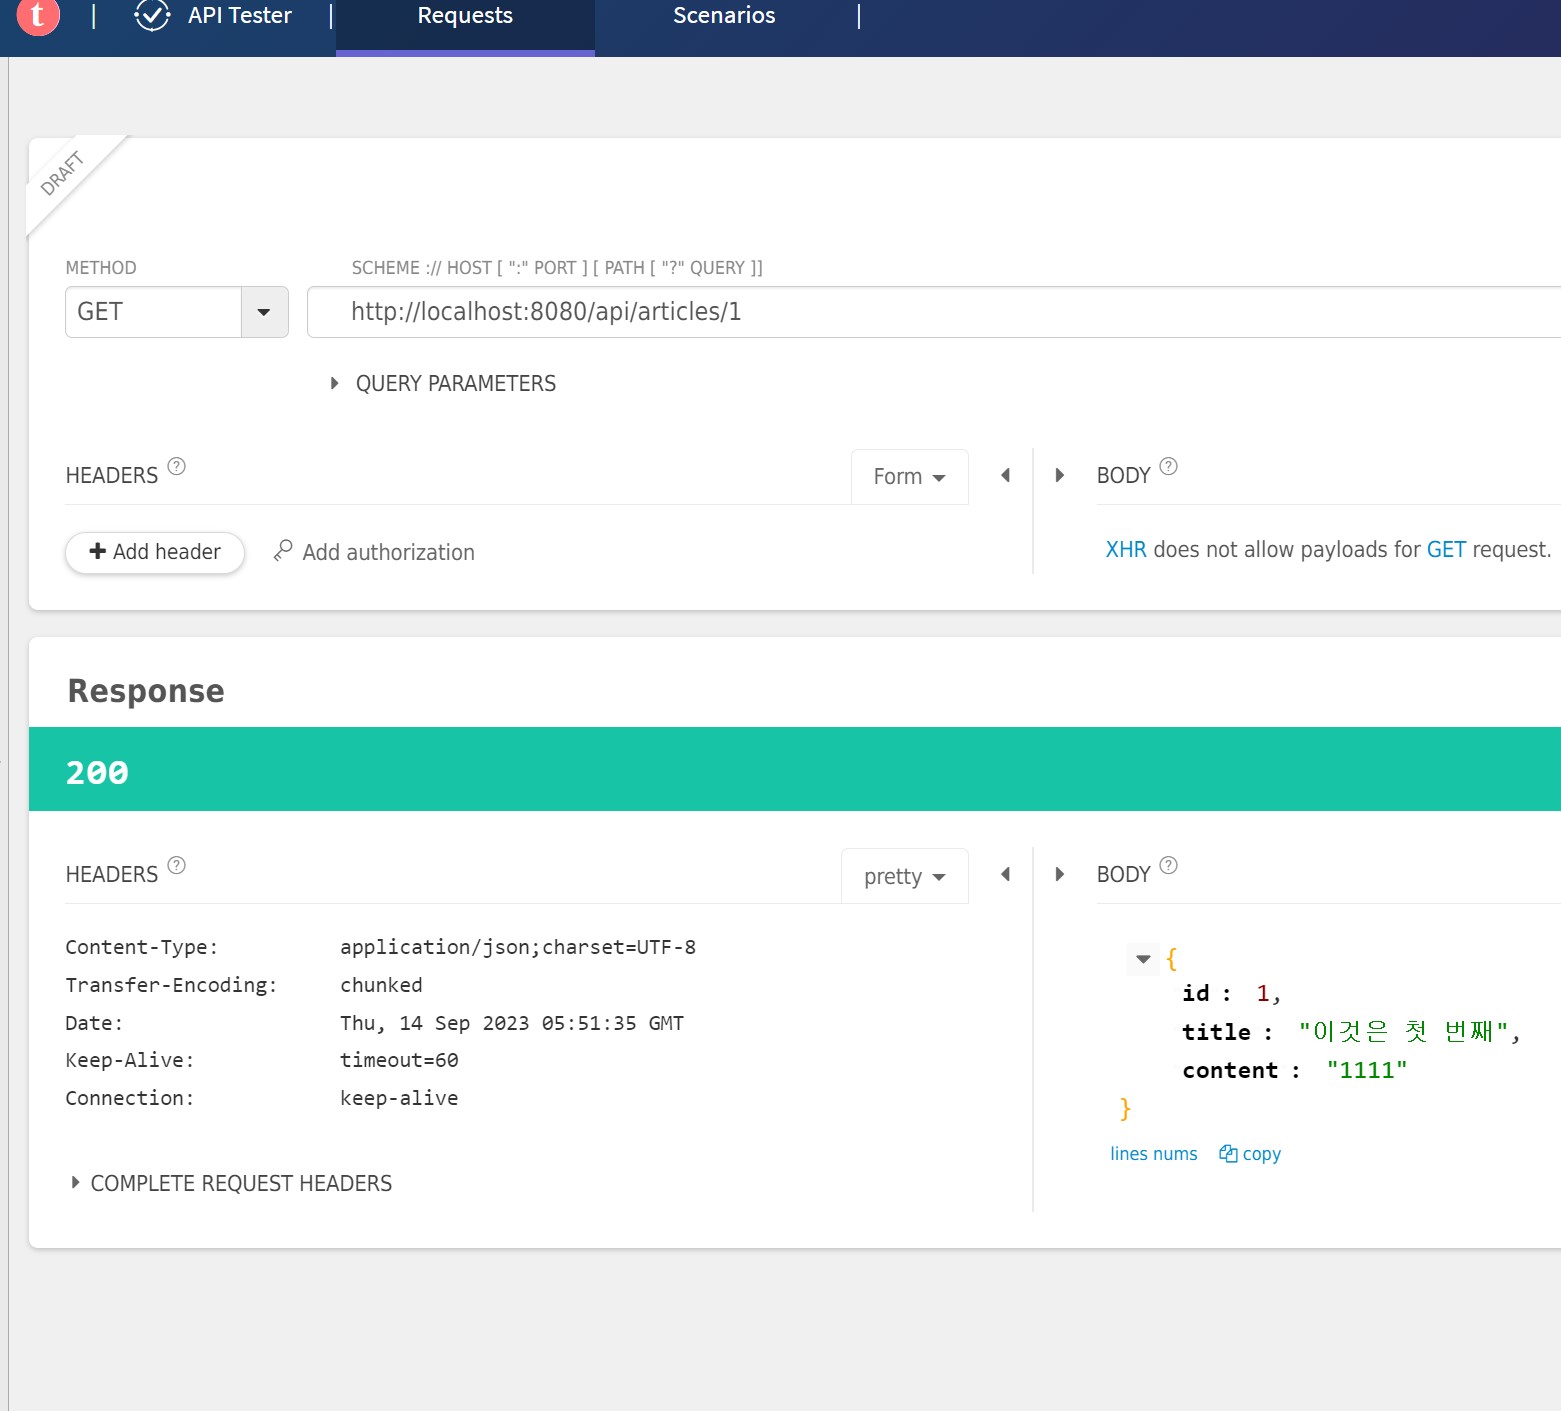 t | API Tester | Requests Scenarios |
DRAFT
METHOD SCHEME :// HOST [ ":" PORT ] [ PATH [ "?" QUERY ]]
GET http://localhost:8080/api/articles/1
QUERY PARAMETERS
HEADERS ? Form BODY ?
Add header Add authorization XHR does not allow payloads for GET request.
Response
200
HEADERS ? pretty BODY ?
Content-Type: application/json;charset=UTF-8
Transfer-Encoding: chunked
Date: Thu, 14 Sep 2023 05:51:35 GMT
Keep-Alive: timeout=60
Connection: keep-alive
{
id : 1,
title : "이것은 첫 번째",
content : "1111"
}
lines nums copy
COMPLETE REQUEST HEADERS